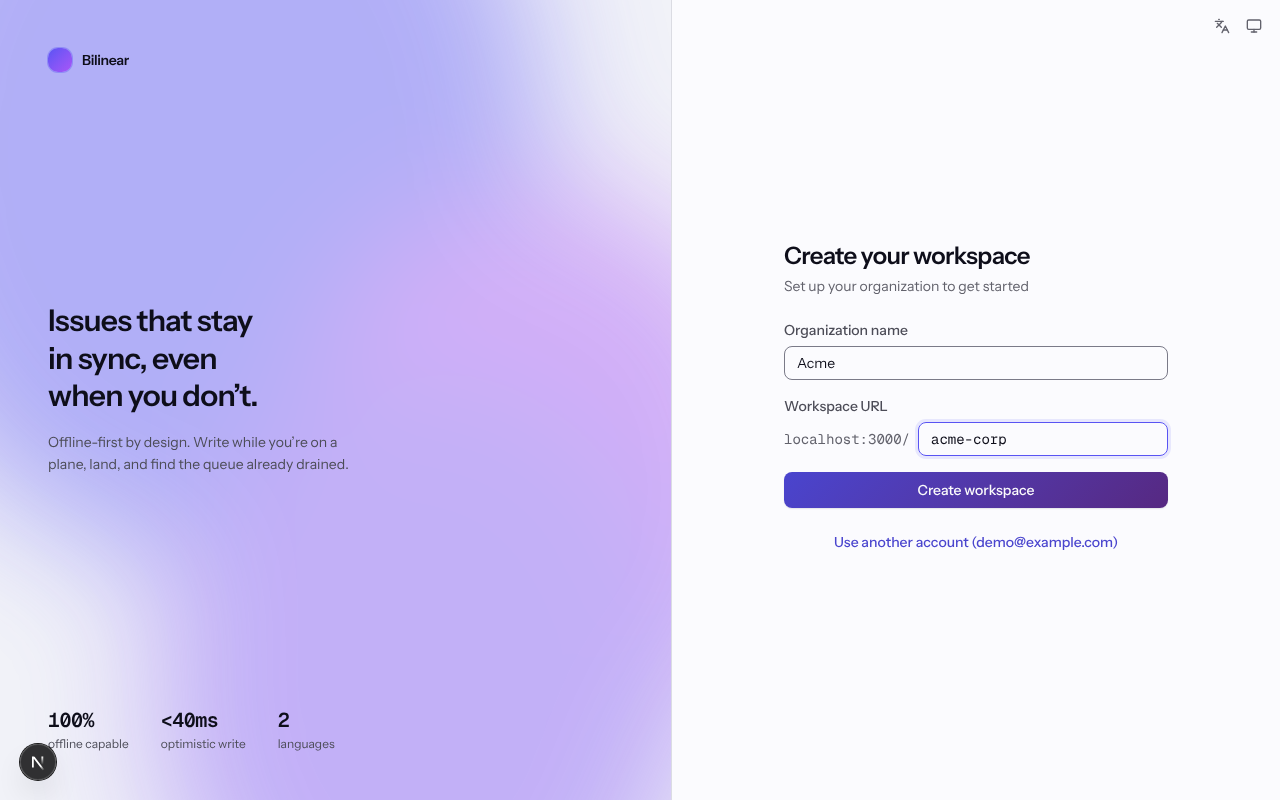 Bilinear
Issues that stay
in sync, even
when you don’t.
Offline-first by design. Write while you’re on a
plane, land, and find the queue already drained.
100%
offline capable
<40ms
optimistic write
2
languages
Create your workspace
Set up your organization to get started
Organization name
Acme
Workspace URL
localhost:3000/ acme-corp
Create workspace
Use another account (demo@example.com)